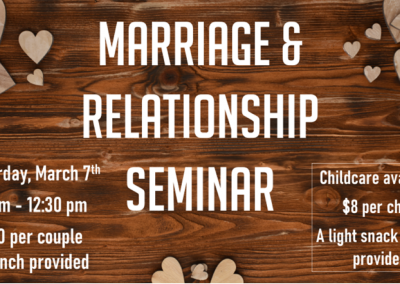 MARRIAGE &
RELATIONSHIP
SEMINAR
rday, March 7th
m - 12:30 pm
0 per couple
nch provided
Childcare ava
$8 per ch
A light snack
provide